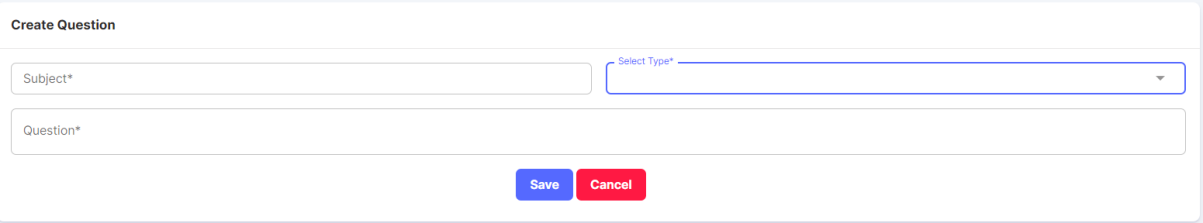 Create Question
Subject*
Select Type*
Question*
Save
Cancel